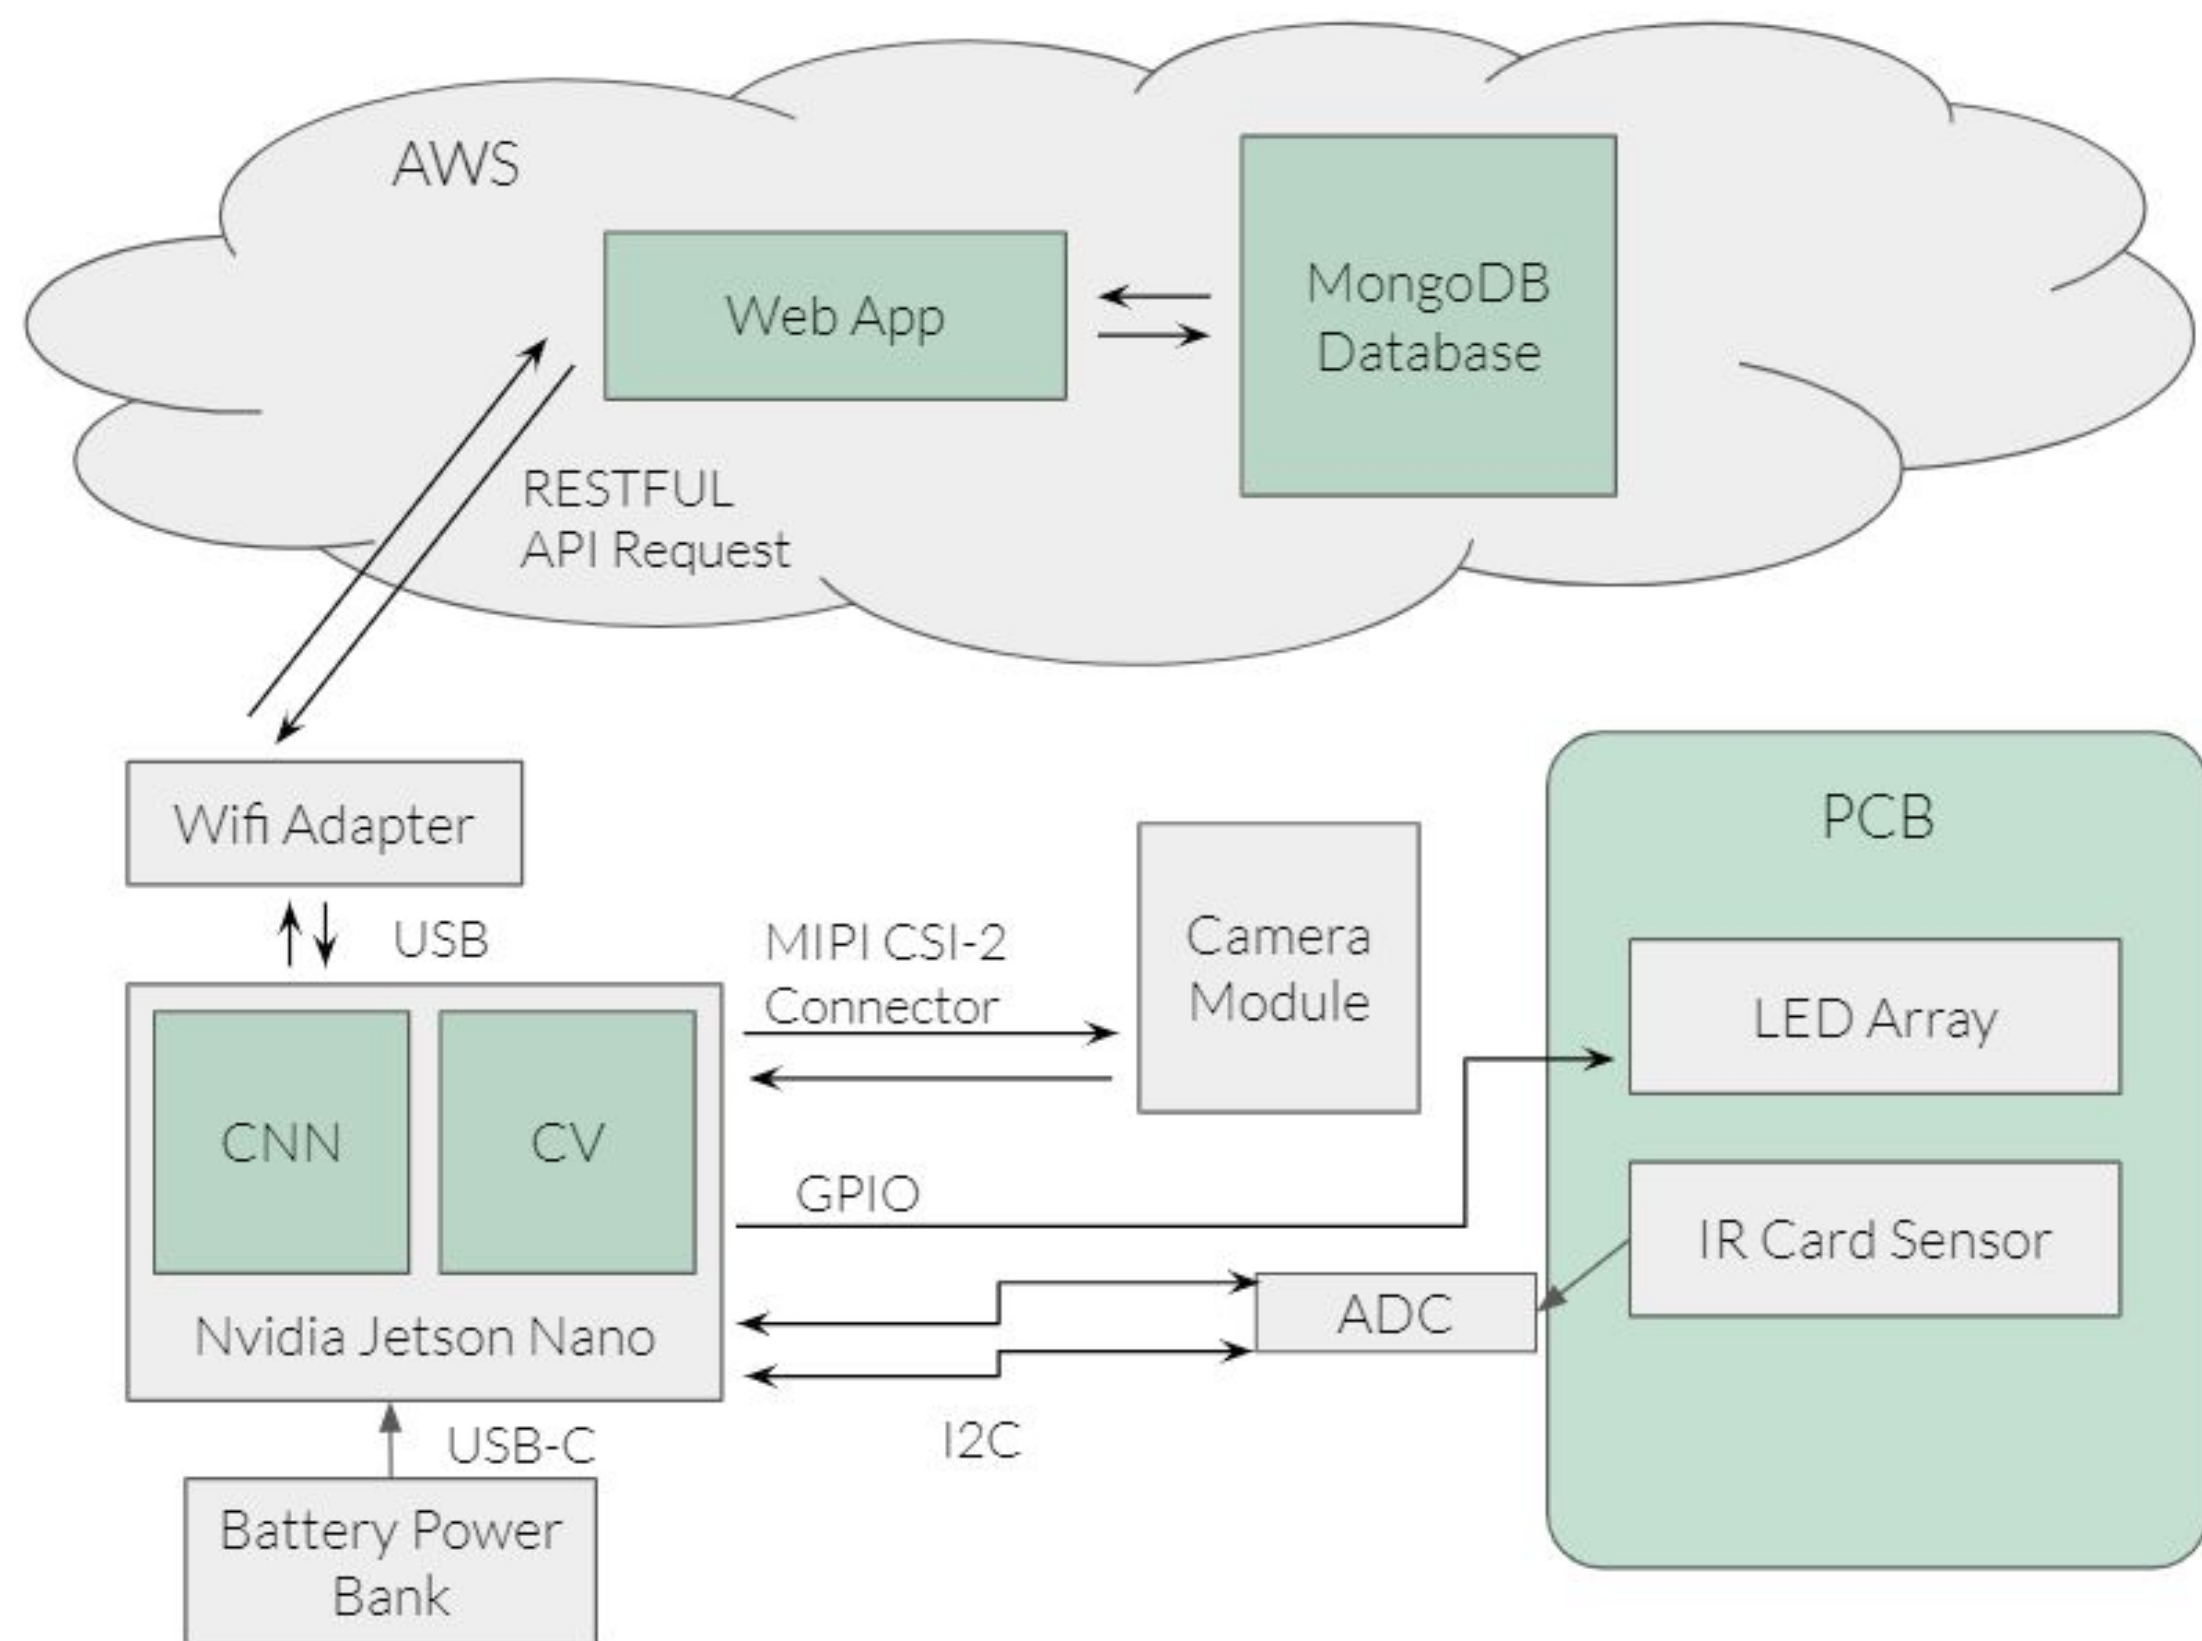 AWS
Web App
MongoDB
Database
RESTFUL
API Request
Wifi Adapter
USB
MIPI CSI-2
Connector
Camera
Module
PCB
LED Array
IR Card Sensor
CNN
CV
GPIO
Nvidia Jetson Nano
ADC
I2C
USB-C
Battery Power
Bank